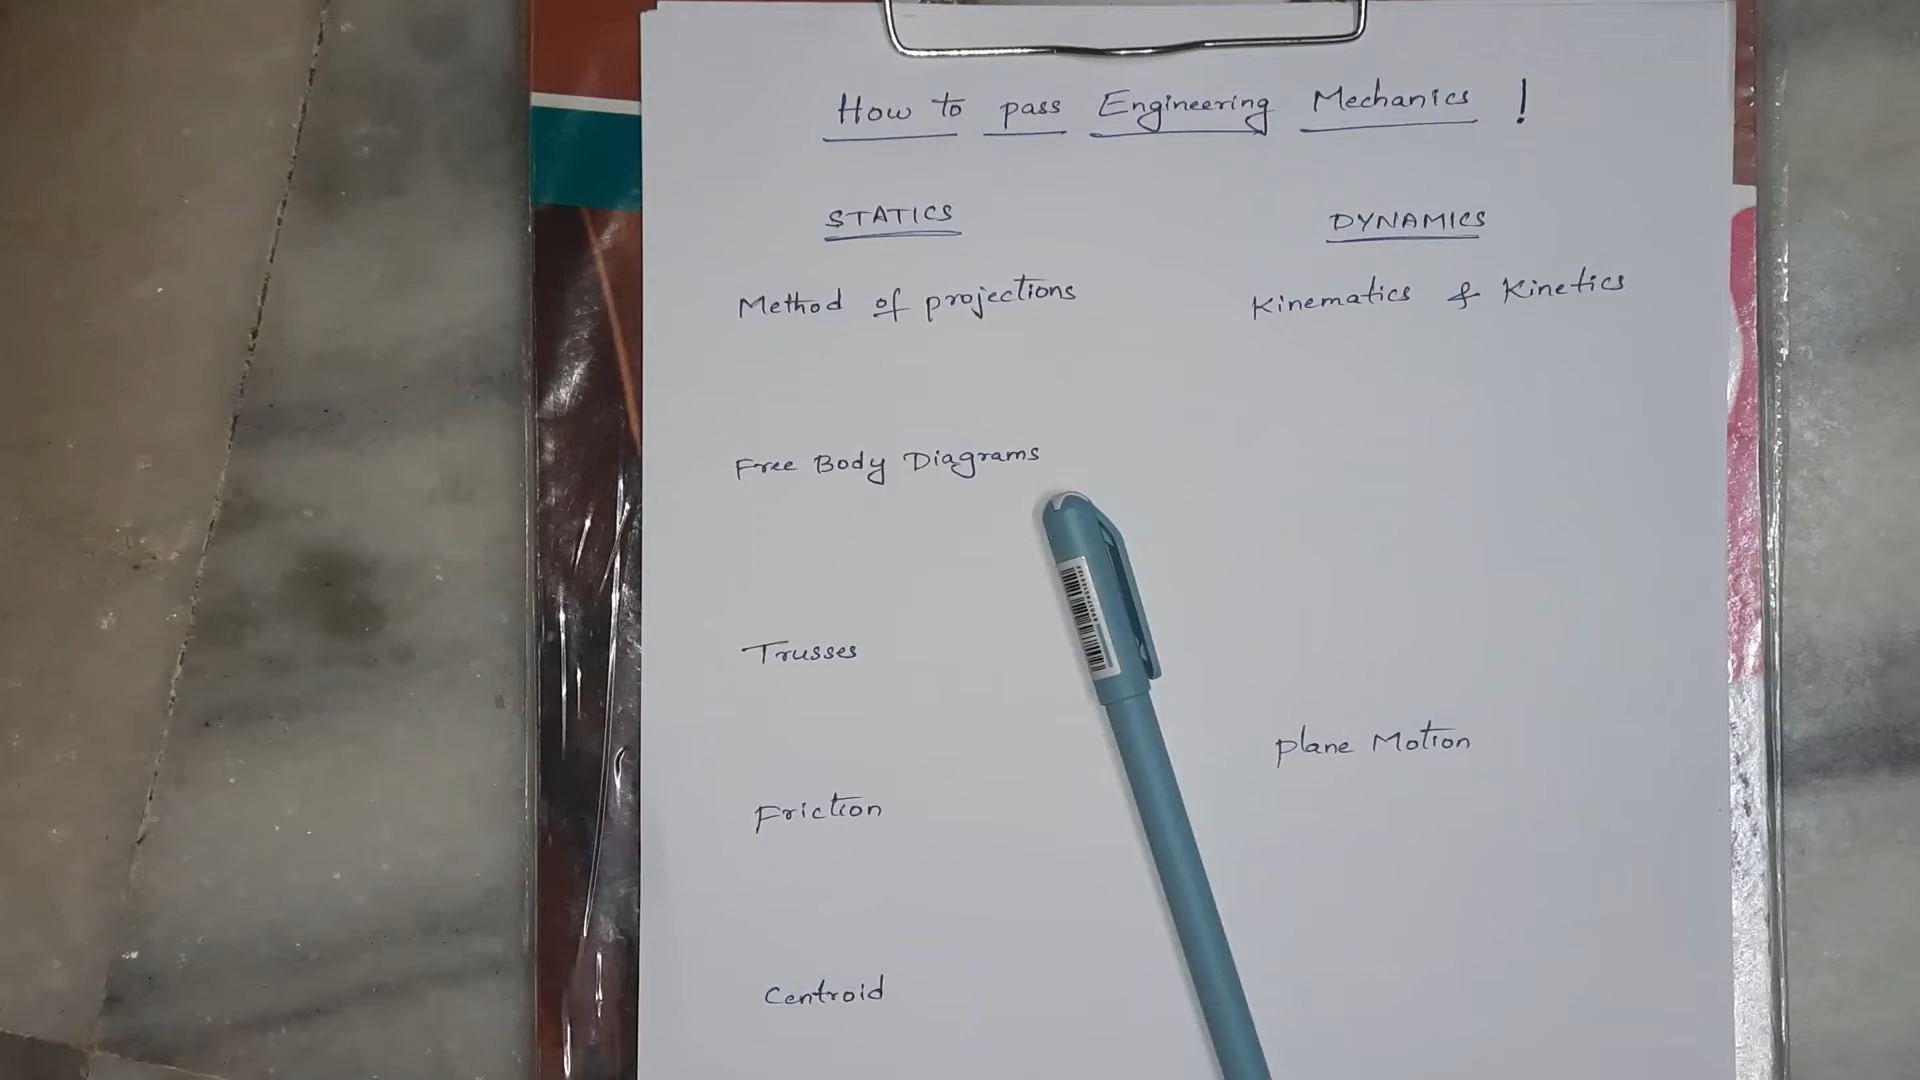 How to pass Engineering Mechanics !
STATICS
Method of projections
Free Body Diagrams
Trusses
Friction
Centroid
DYNAMICS
Kinematics & Kinetics
plane Motion